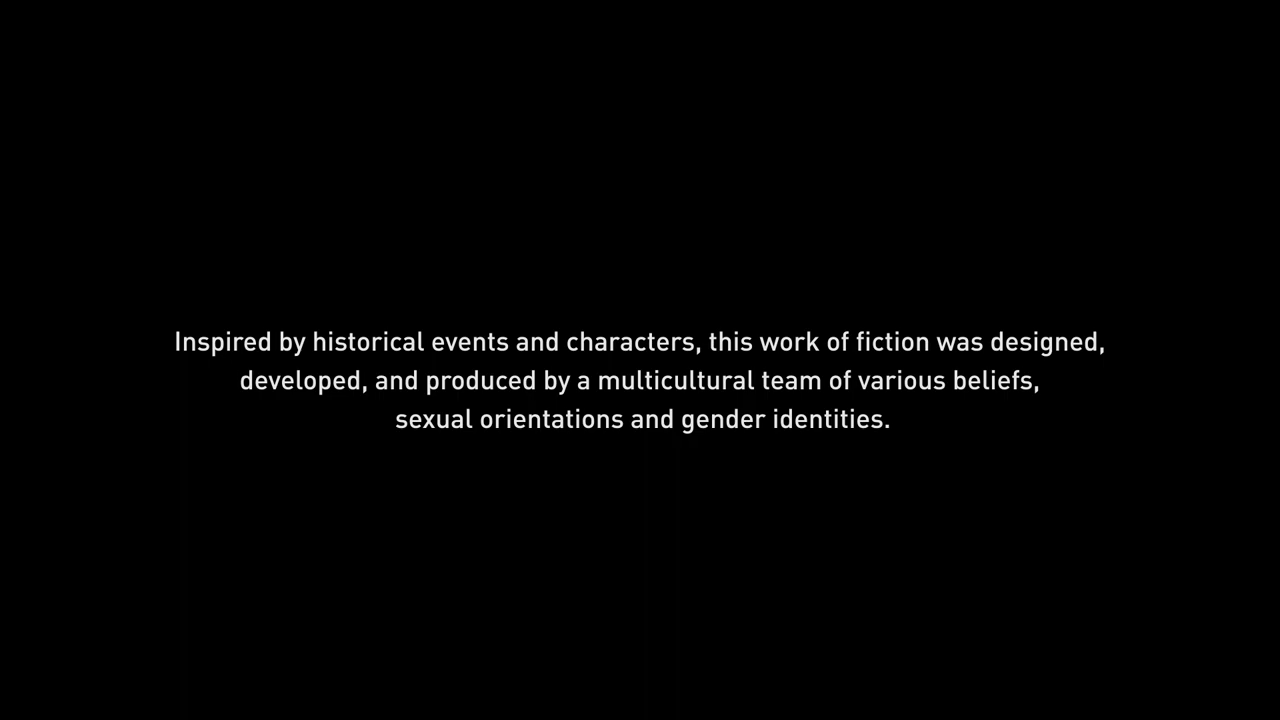 Inspired by historical events and characters, this work of fiction was designed,
developed, and produced by a multicultural team of various beliefs,
sexual orientations and gender identities.